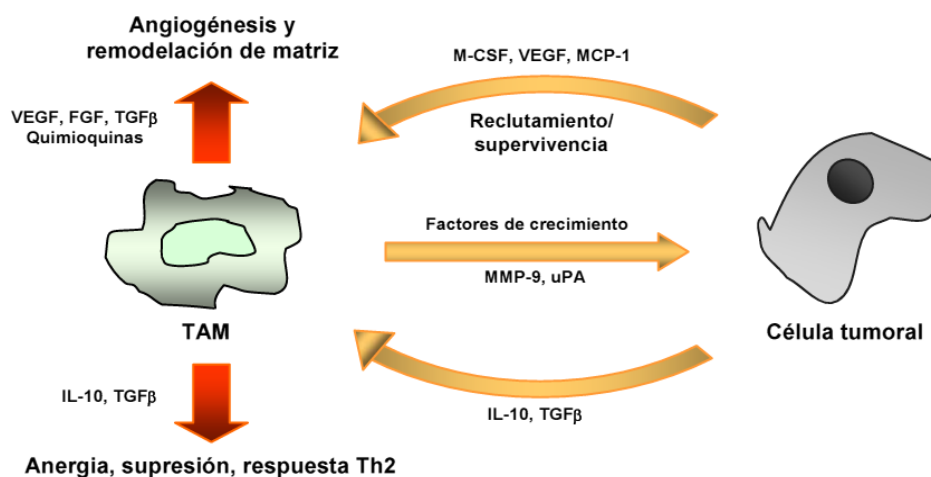 Angiogénesis y
remodelación de matriz
M-CSF, VEGF, MCP-1
VEGF, FGF, TGFβ
Quimioquinas
Reclutamiento/
supervivencia
Factores de crecimiento
MMP-9, uPA
TAM
Célula tumoral
IL-10, TGFβ
IL-10, TGFβ
Anergia, supresión, respuesta Th2